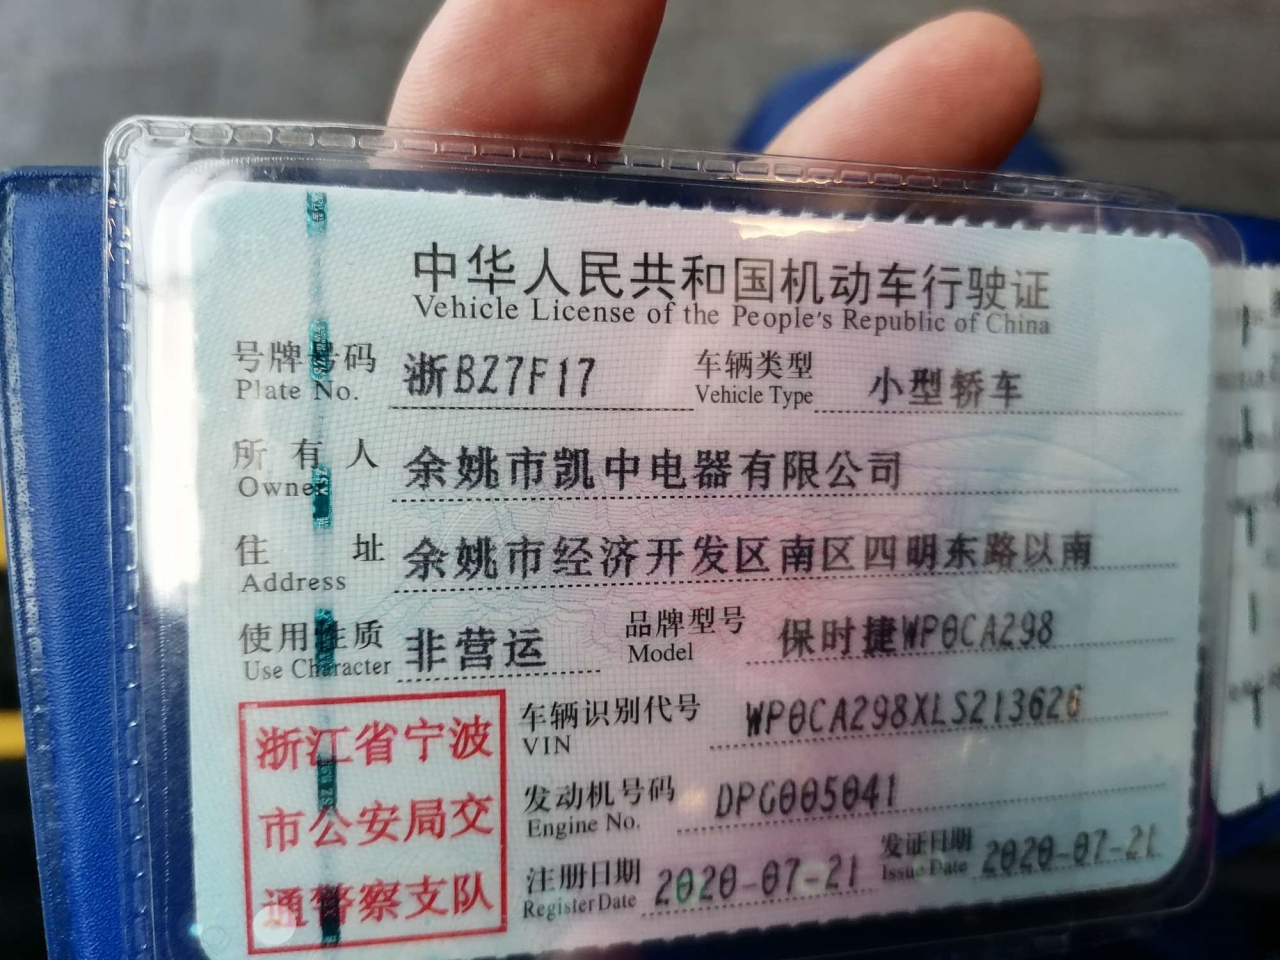 中华人民共和国机动车行驶证
Vehicle License of the People's Republic of China
号牌号码 浙BZ7F17 车辆类型 小型轿车
Plate No. Vehicle Type
所有人 余姚市凯中电器有限公司
Owner
住址 余姚市经济开发区南区四明东路以南
Address
使用性质 非营运 品牌型号 保时捷WP0CA298
Use Character Model
车辆识别代号 WP0CA298XLS213626
VIN
发动机号码 DPG005041
Engine No.
注册日期 2020-07-21 发证日期 2020-07-21
Register Date Issue Date
浙江省宁波
市公安局交
通警察支队